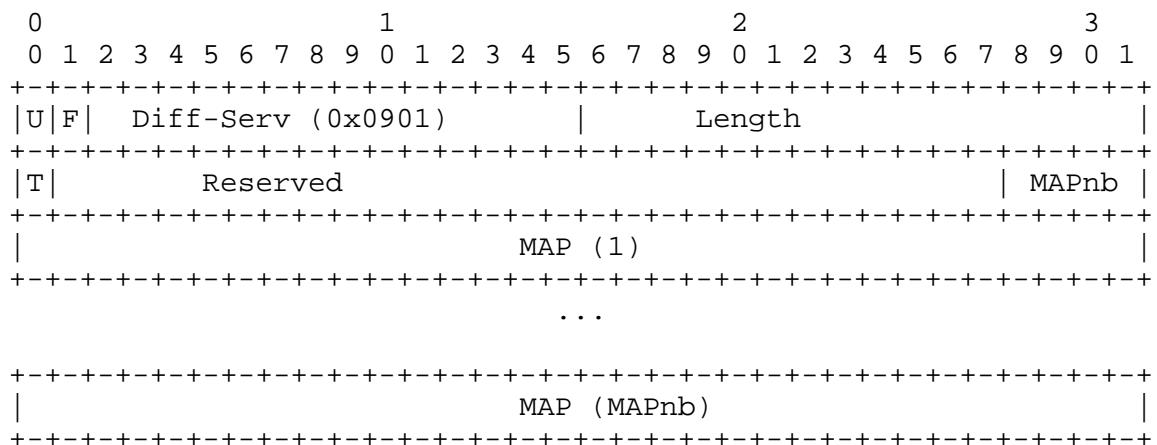 0                   1                   2                   3
 0 1 2 3 4 5 6 7 8 9 0 1 2 3 4 5 6 7 8 9 0 1 2 3 4 5 6 7 8 9 0 1
+-+-+-+-+-+-+-+-+-+-+-+-+-+-+-+-+-+-+-+-+-+-+-+-+-+-+-+-+-+-+-+-+
|U|F|  Diff-Serv (0x0901)       |      Length                   |
+-+-+-+-+-+-+-+-+-+-+-+-+-+-+-+-+-+-+-+-+-+-+-+-+-+-+-+-+-+-+-+-+
|T|        Reserved                                     | MAPnb |
+-+-+-+-+-+-+-+-+-+-+-+-+-+-+-+-+-+-+-+-+-+-+-+-+-+-+-+-+-+-+-+-+
|                            MAP (1)                            |
+-+-+-+-+-+-+-+-+-+-+-+-+-+-+-+-+-+-+-+-+-+-+-+-+-+-+-+-+-+-+-+-+
                               ...
+-+-+-+-+-+-+-+-+-+-+-+-+-+-+-+-+-+-+-+-+-+-+-+-+-+-+-+-+-+-+-+-+
|                            MAP (MAPnb)                        |
+-+-+-+-+-+-+-+-+-+-+-+-+-+-+-+-+-+-+-+-+-+-+-+-+-+-+-+-+-+-+-+-+